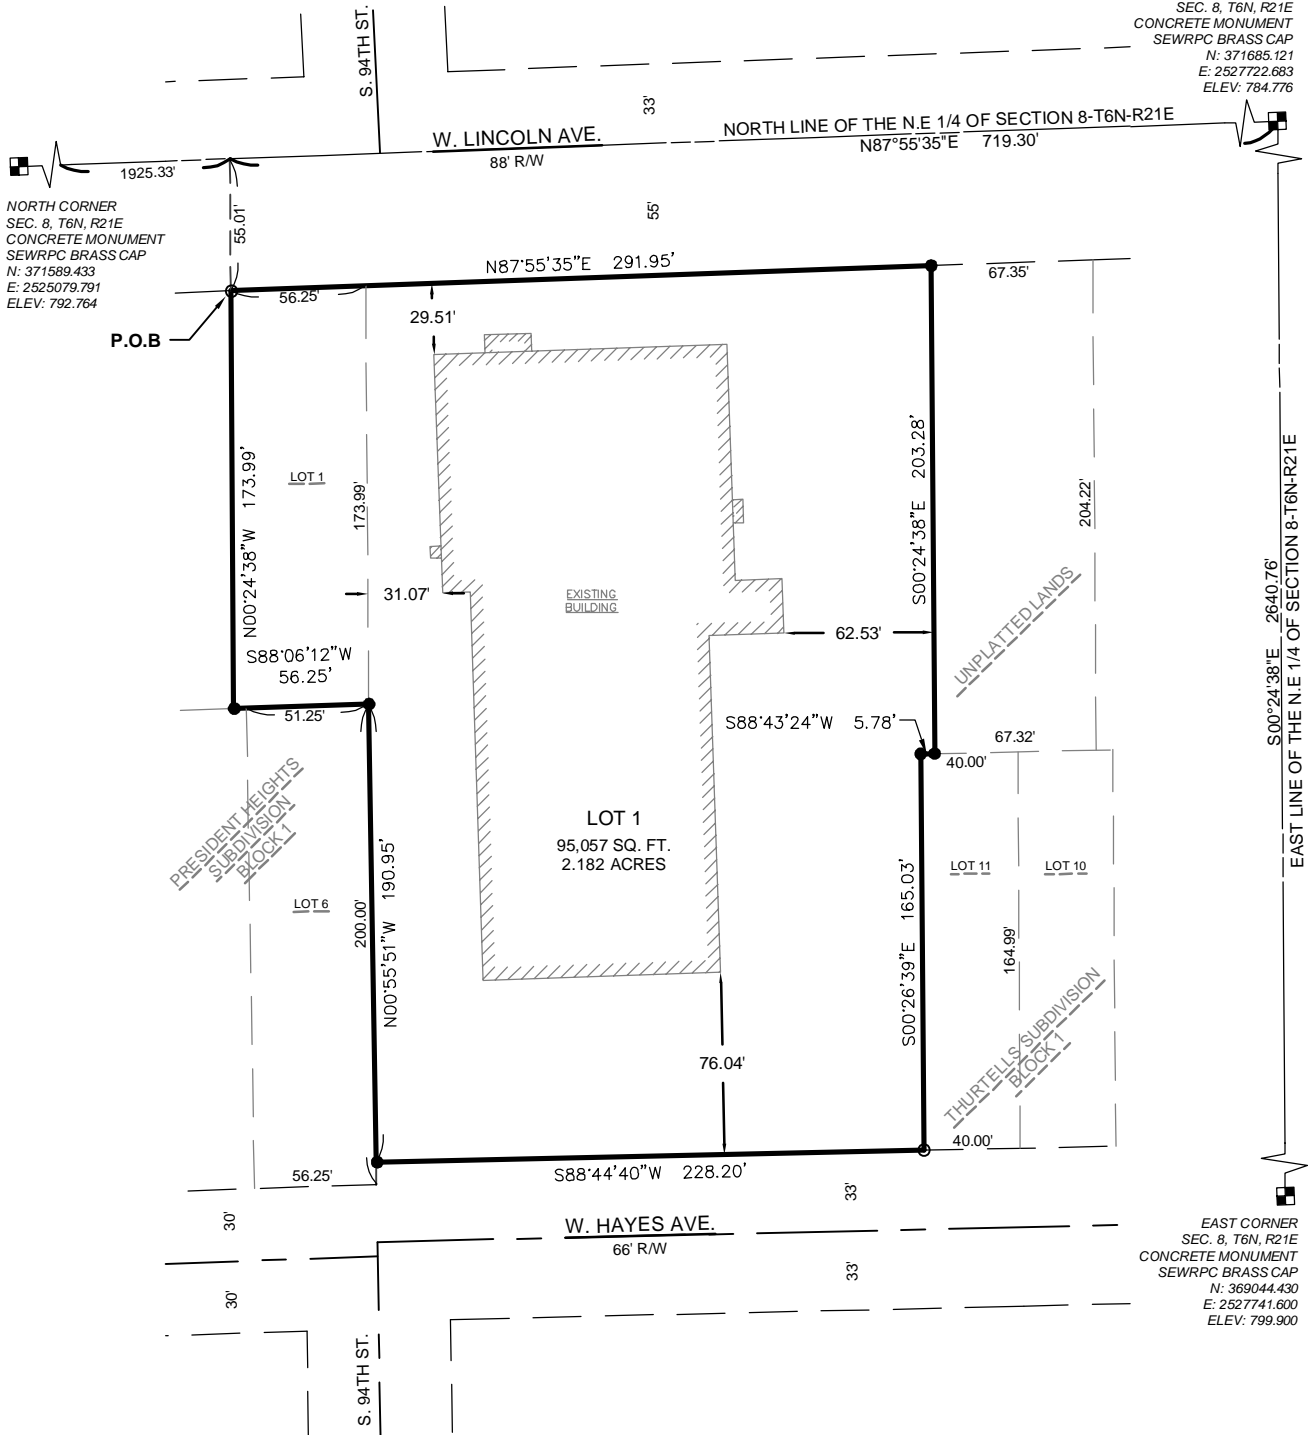 SEC. 8, T6N, R21E
CONCRETE MONUMENT
SEWRPC BRASS CAP
N: 371685.121
E: 2527722.683
ELEV: 784.776
S. 94TH ST.
33'
W. LINCOLN AVE.
88' R/W
NORTH LINE OF THE N.E 1/4 OF SECTION 8-T6N-R21E
N87°55'35"E 719.30'
1925.33'
NORTH CORNER
SEC. 8, T6N, R21E
CONCRETE MONUMENT
SEWRPC BRASS CAP
N: 371589.433
E: 2525079.791
ELEV: 792.764
55.01'
55'
N87°55'35"E 291.95'
67.35'
56.25'
29.51'
P.O.B
LOT 1
N00°24'38"W 173.99'
173.99'
S00°24'38"E 203.28'
204.22'
31.07'
EXISTING
BUILDING
62.53'
UNPLATTED LANDS
S88°06'12"W
56.25'
51.25'
S88°43'24"W 5.78'
67.32'
40.00'
S00°24'38"E 2640.76'
EAST LINE OF THE N.E 1/4 OF SECTION 8-T6N-R21E
PRESIDENT HEIGHTS
SUBDIVISION
BLOCK 1
LOT 1
95,057 SQ. FT.
2.182 ACRES
LOT 11
LOT 10
LOT 6
N00°55'51"W 190.95'
200.00'
S00°26'39"E 165.03'
164.99'
THURTELLS SUBDIVISION
BLOCK 1
76.04'
40.00'
56.25'
S88°44'40"W 228.20'
30'
33'
W. HAYES AVE.
66' R/W
30'
33'
S. 94TH ST.
EAST CORNER
SEC. 8, T6N, R21E
CONCRETE MONUMENT
SEWRPC BRASS CAP
N: 369044.430
E: 2527741.600
ELEV: 799.900